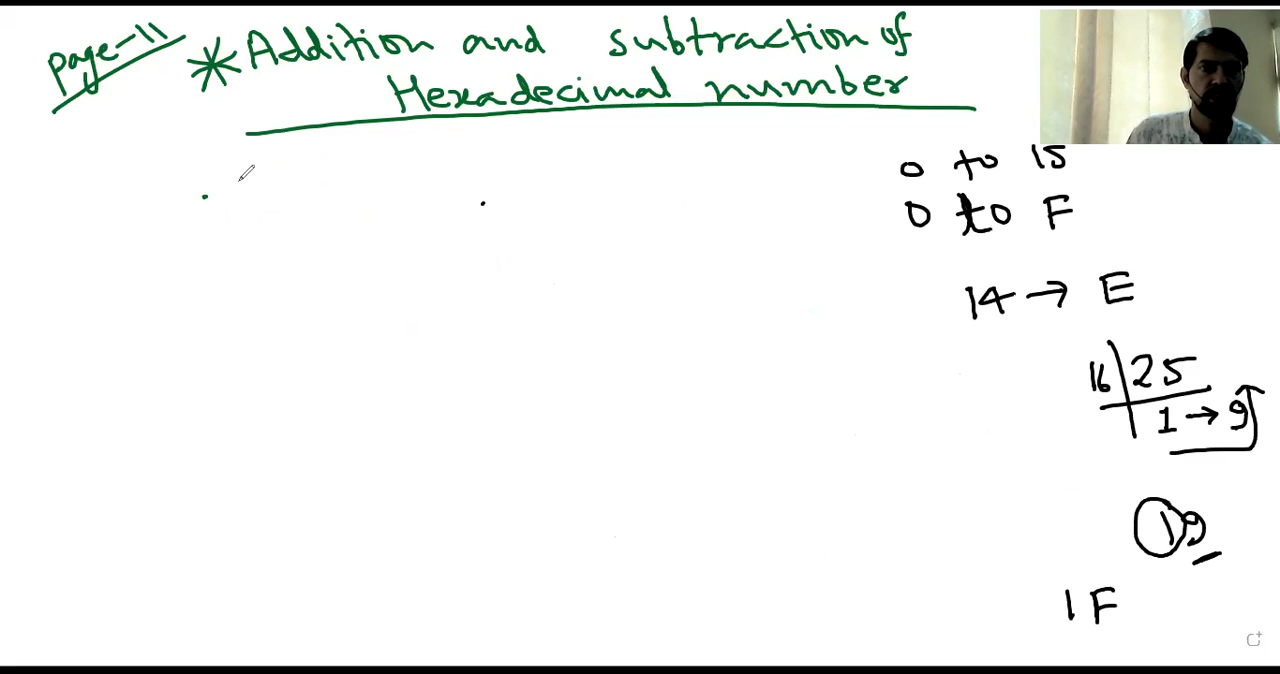 page-11
* Addition and subtraction of
Hexadecimal number
0 to 15
0 to F
14 → E
16 | 25
1 → 9
19
1F